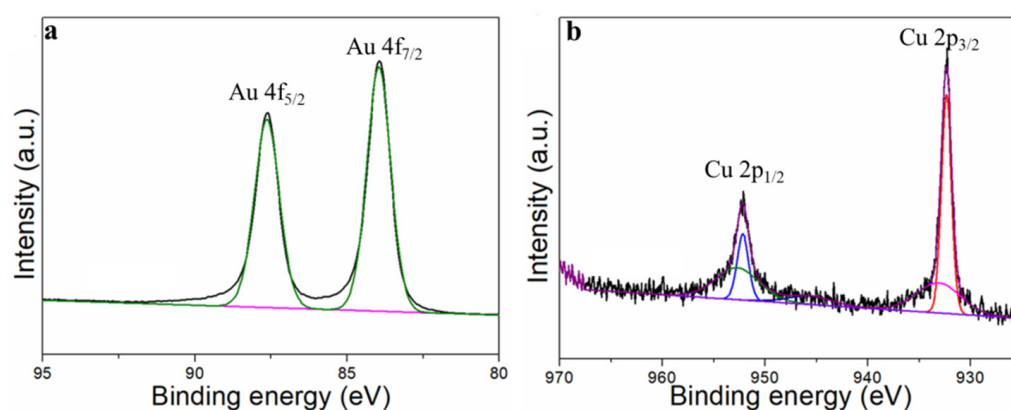 a
Au 4f7/2
Au 4f5/2
Intensity (a.u.)
95 90 85 80
Binding energy (eV)
b
Cu 2p3/2
Cu 2p1/2
Intensity (a.u.)
970 960 950 940 930
Binding energy (eV)